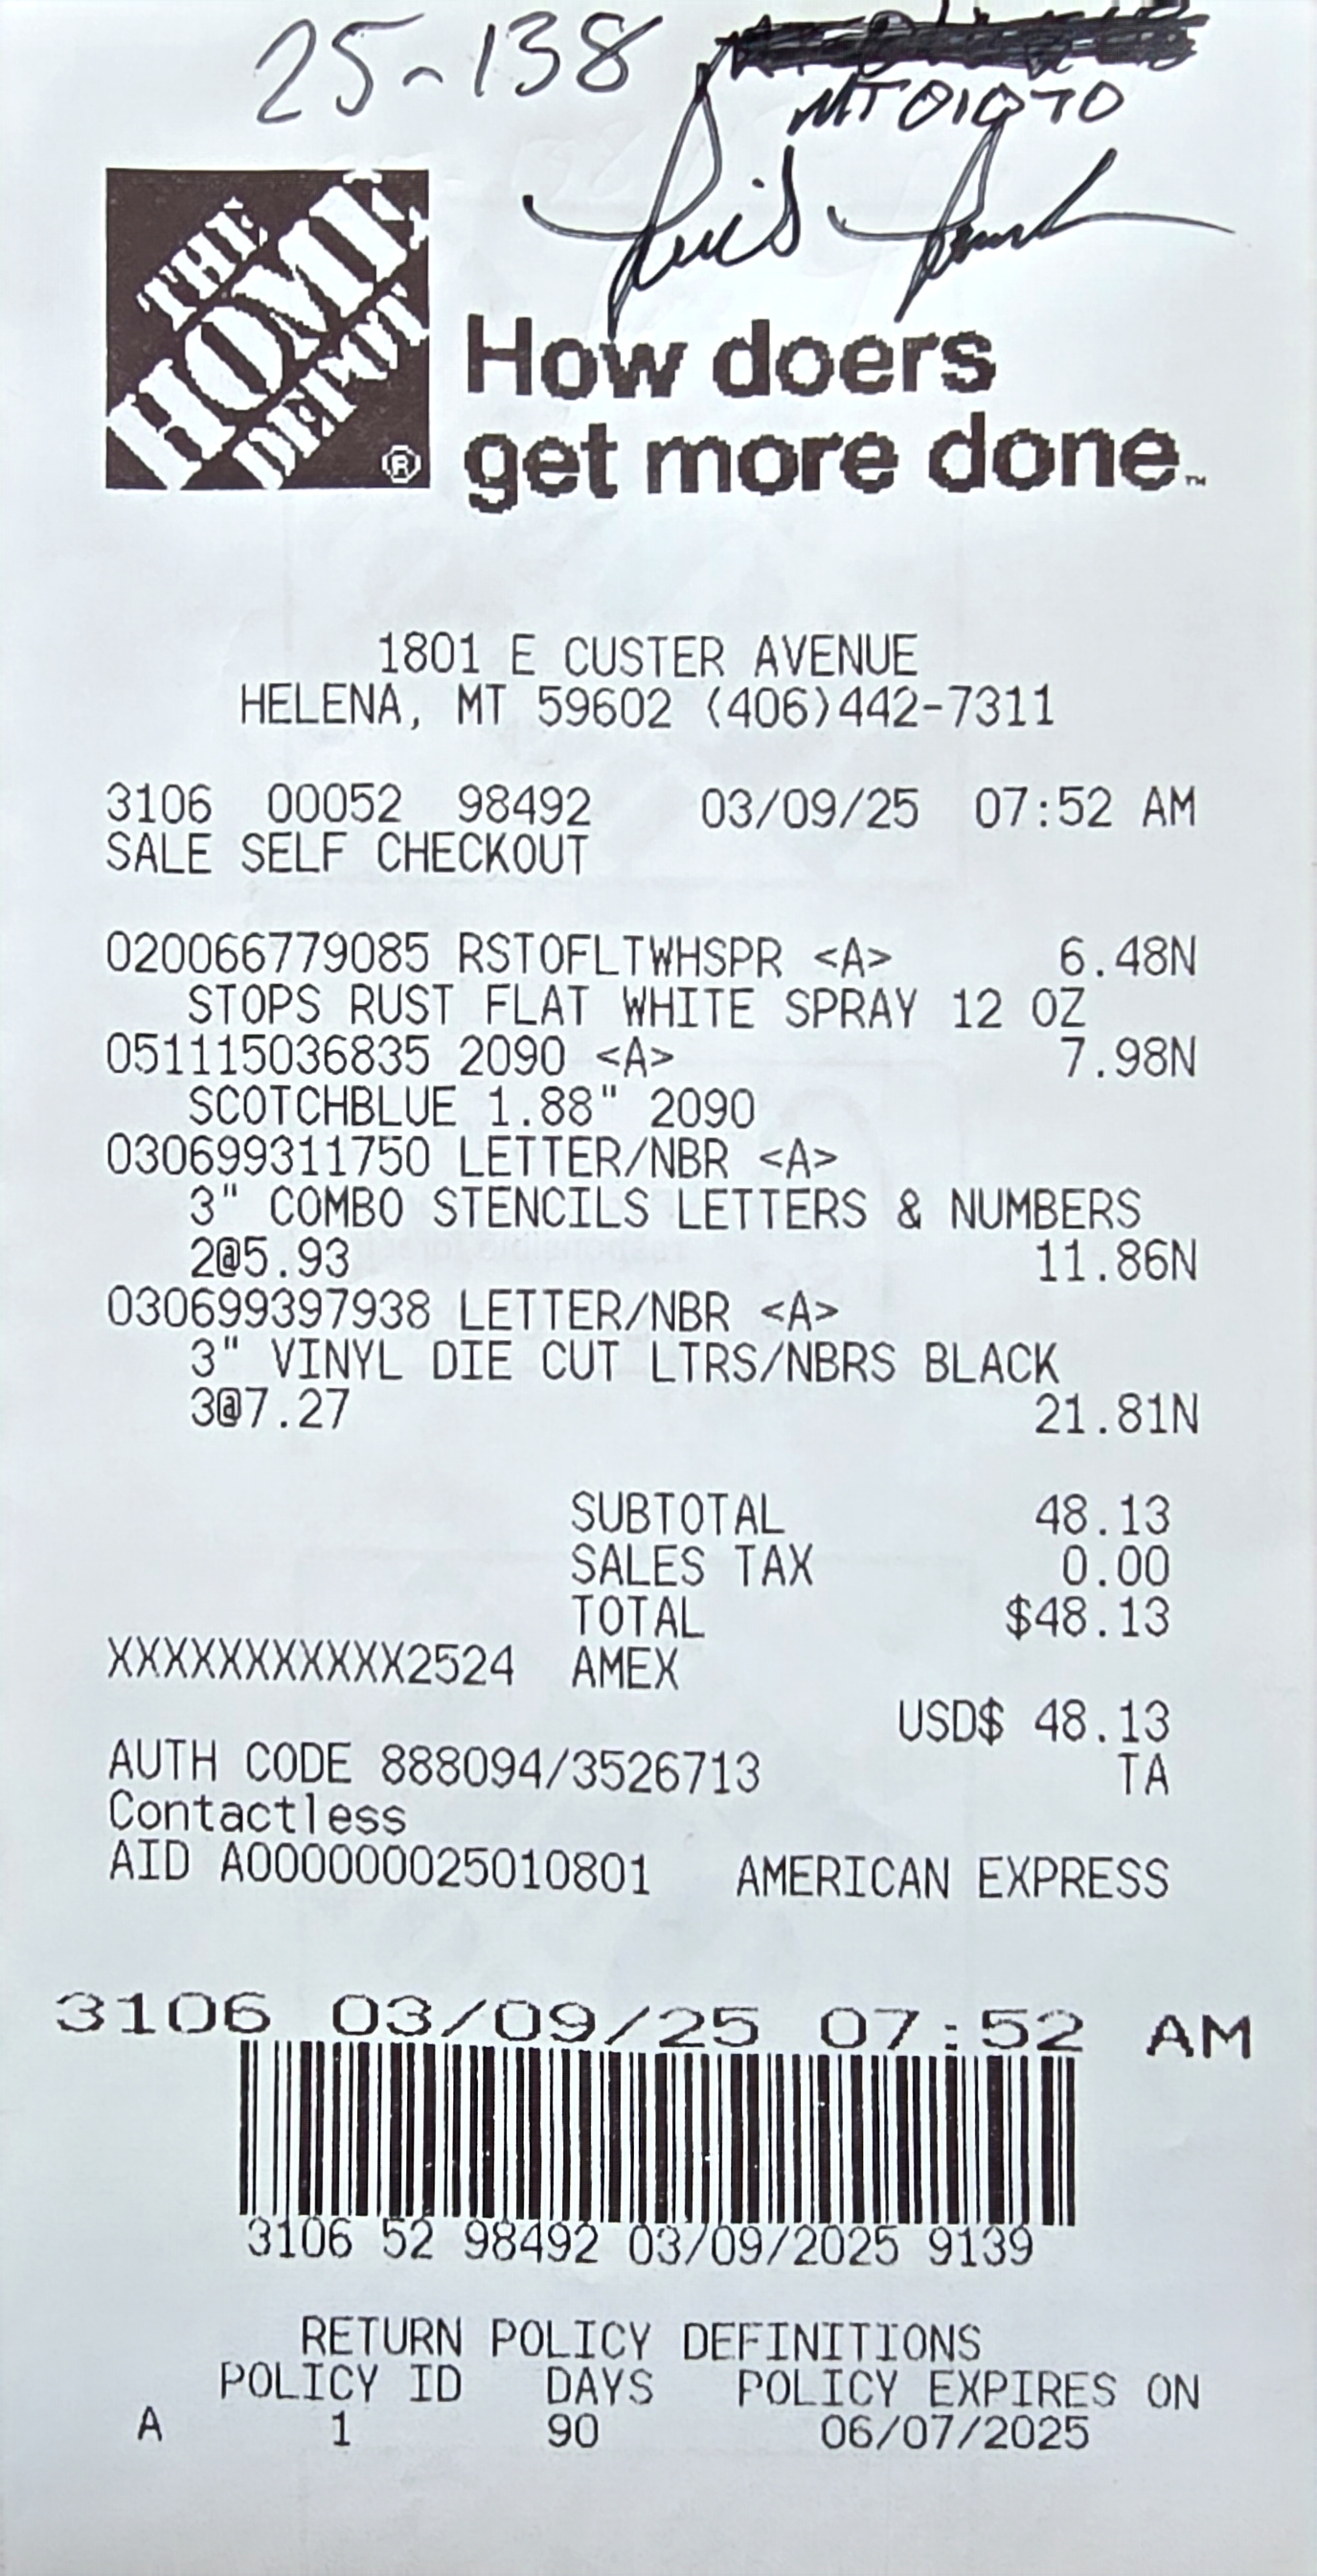 25-138
MT01070
THE
HOME
DEPOT
®
How doers
get more done.™
1801 E CUSTER AVENUE
HELENA, MT 59602 (406)442-7311
3106 00052 98492 03/09/25 07:52 AM
SALE SELF CHECKOUT
020066779085 RSTOFLTWHSPR <A> 6.48N
STOPS RUST FLAT WHITE SPRAY 12 OZ
051115036835 2090 <A> 7.98N
SCOTCHBLUE 1.88" 2090
030699311750 LETTER/NBR <A>
3" COMBO STENCILS LETTERS & NUMBERS
2@5.93 11.86N
030699397938 LETTER/NBR <A>
3" VINYL DIE CUT LTRS/NBRS BLACK
3@7.27 21.81N
SUBTOTAL 48.13
SALES TAX 0.00
TOTAL $48.13
XXXXXXXXXXX2524 AMEX
USD$ 48.13
AUTH CODE 888094/3526713 TA
Contactless
AID A000000025010801 AMERICAN EXPRESS
3106 03/09/25 07:52 AM
3106 52 98492 03/09/2025 9139
RETURN POLICY DEFINITIONS
POLICY ID DAYS POLICY EXPIRES ON
A 1 90 06/07/2025